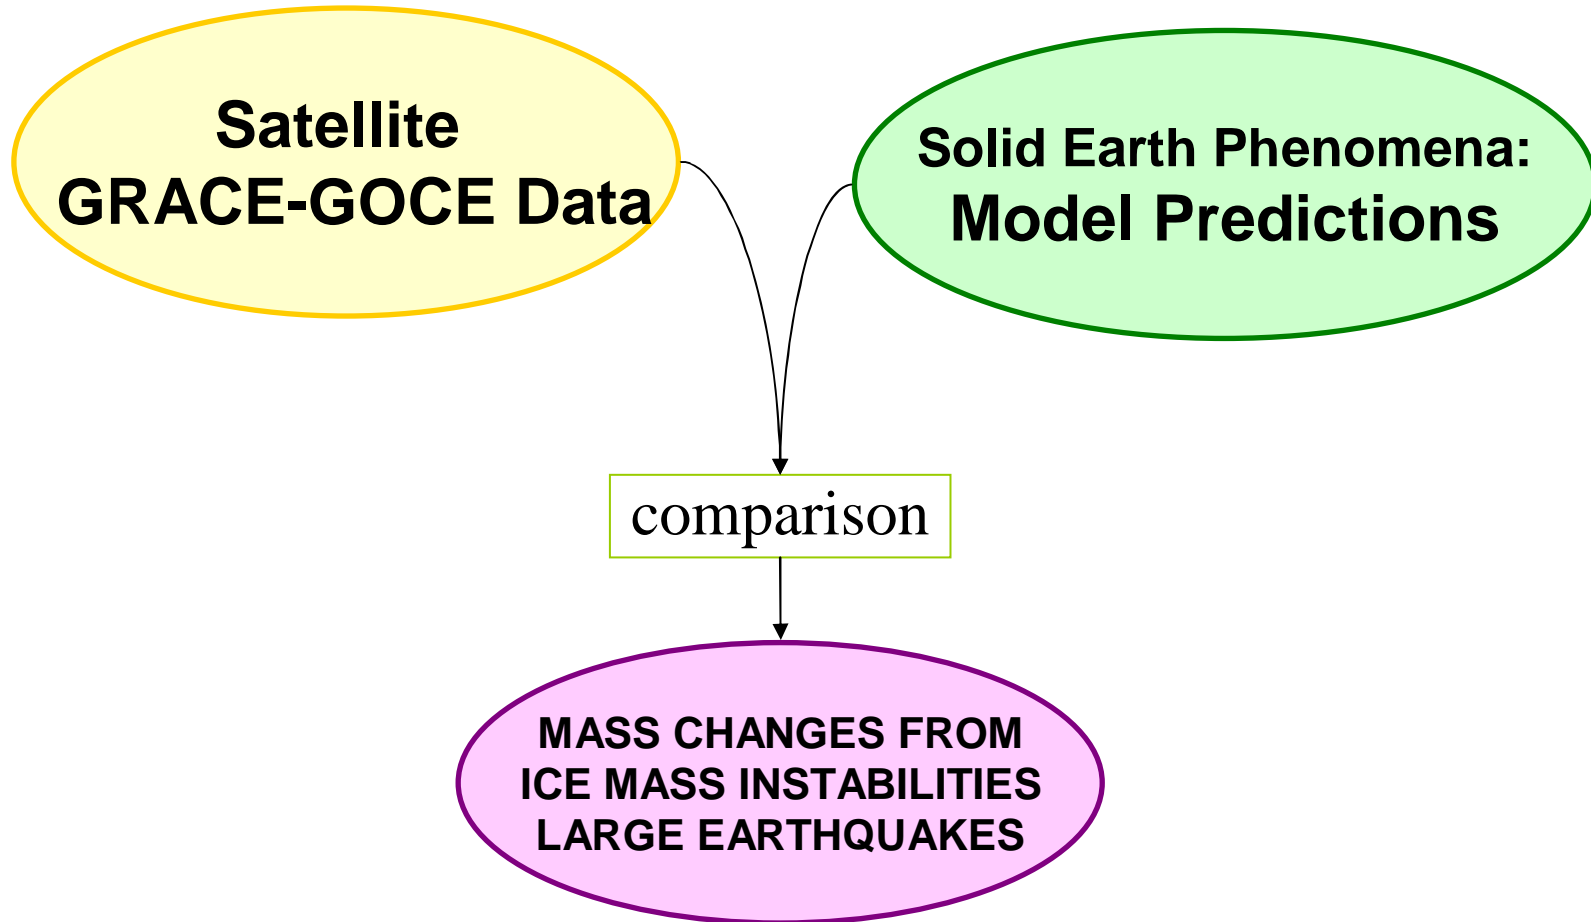 Satellite
GRACE-GOCE Data
Solid Earth Phenomena:
Model Predictions
comparison
MASS CHANGES FROM
ICE MASS INSTABILITIES
LARGE EARTHQUAKES